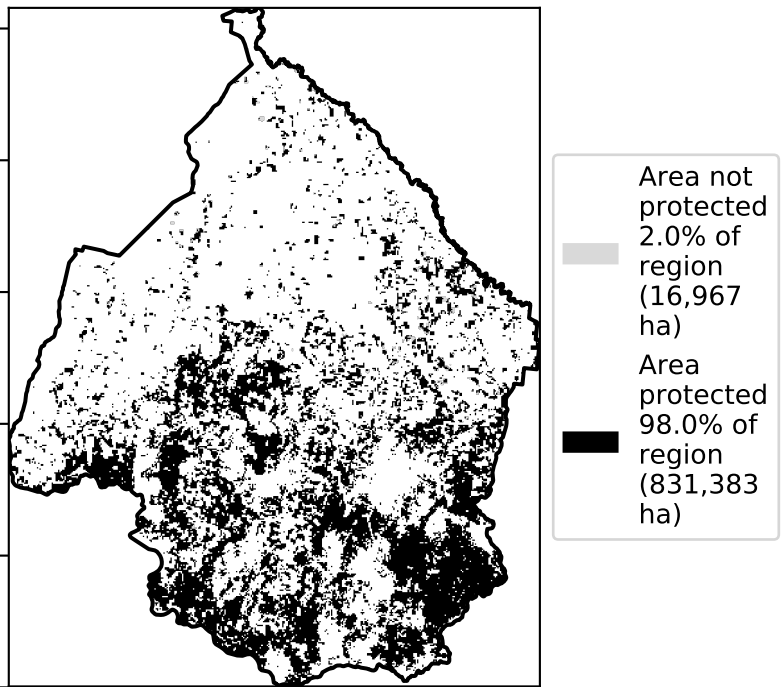 Area not
protected
2.0% of
region
(16,967
ha)
Area
protected
98.0% of
region
(831,383
ha)